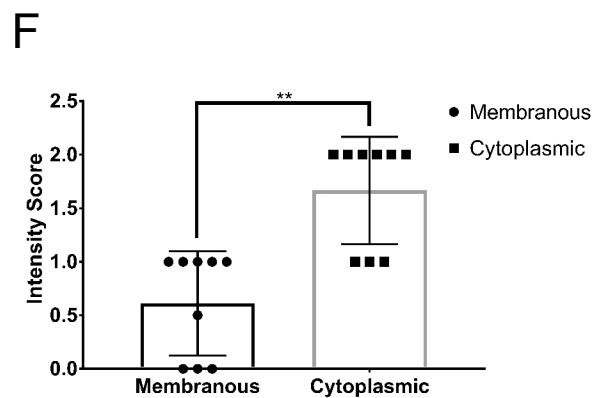 F
**
2.5
2.0
1.5
1.0
0.5
0.0
Intensity Score
Membranous
Cytoplasmic
Membranous
Cytoplasmic